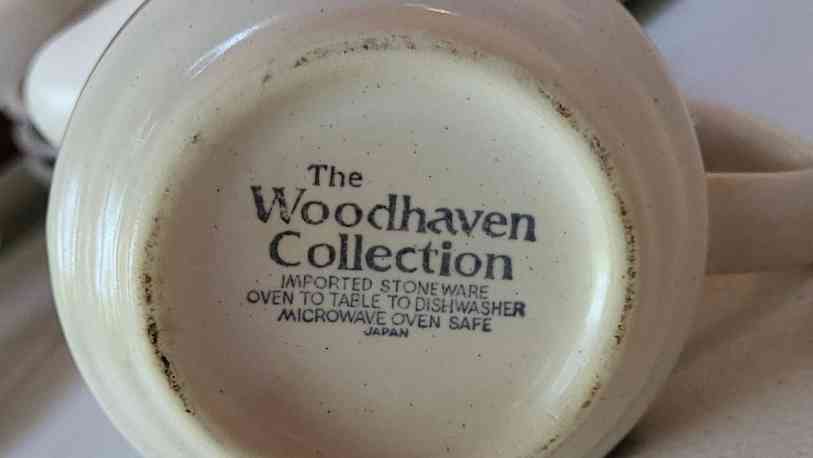 The
Woodhaven
Collection
IMPORTED STONEWARE
OVEN TO TABLE TO DISHWASHER
MICROWAVE OVEN SAFE
JAPAN